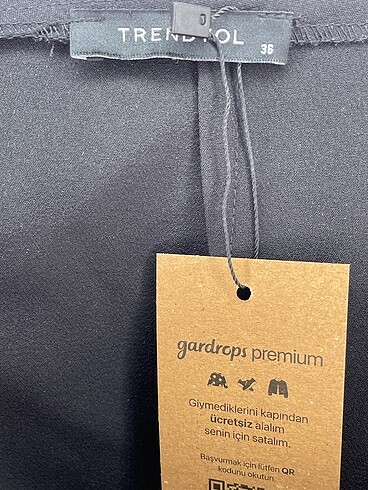 TRENDYOL
36
gardrops premium
Giymediklerini kapından
ücretsiz alalım
senin için satalım.
Başvurmak için lütfen QR
kodunu okutun.